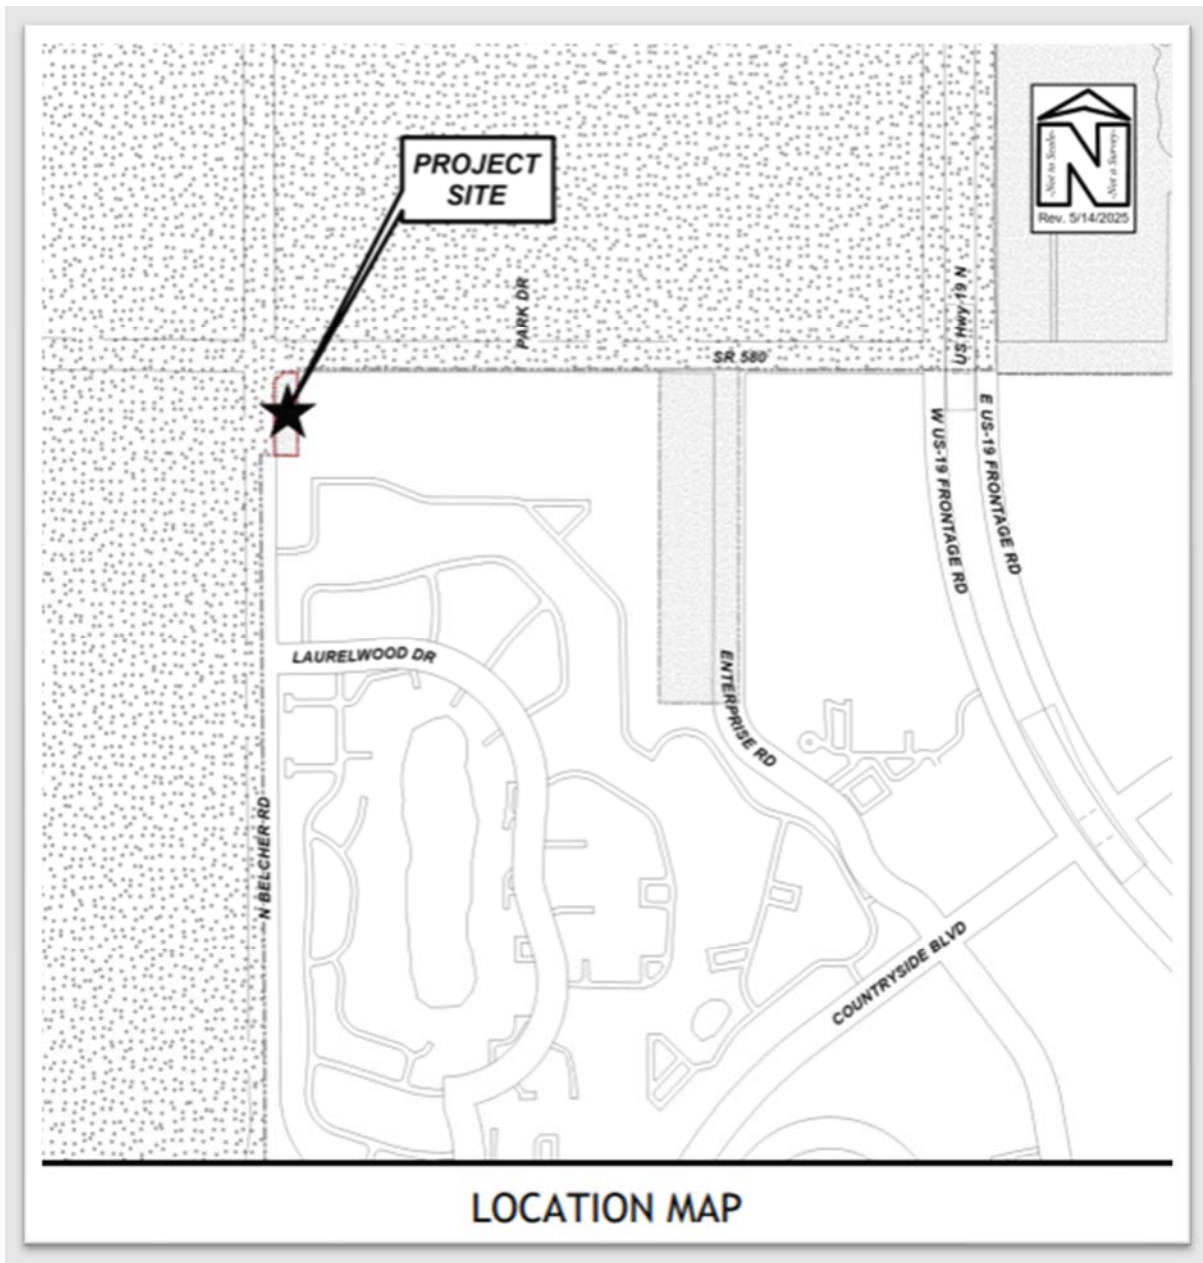 PROJECT
SITE
N
-Not to Scale-
-Not a Survey-
Rev. 5/14/2025
PARK DR
US HWY 19 N
SR 580
W US-19 FRONTAGE RD
E US-19 FRONTAGE RD
LAURELWOOD DR
ENTERPRISE RD
N BELCHER RD
COUNTRYSIDE BLVD
LOCATION MAP